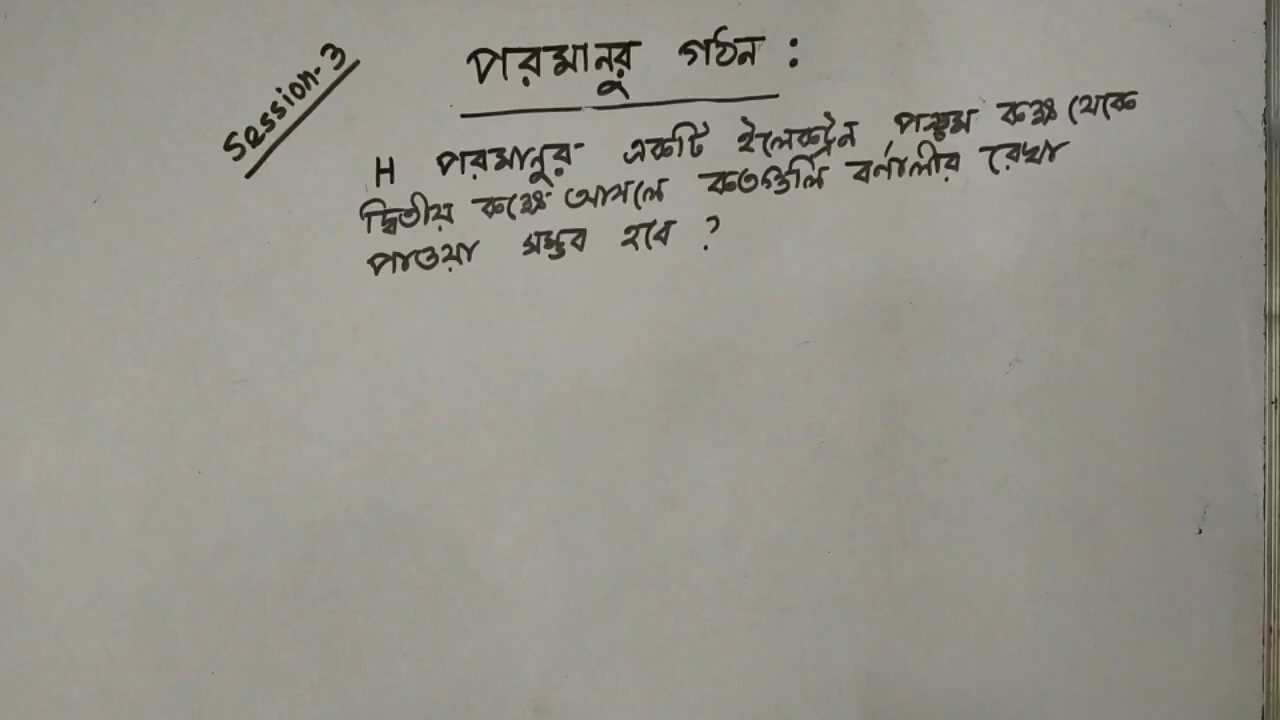 Session-3
পরমানুর গঠন :
H পরমানুর একটি ইলেকট্রন পঞ্চম কক্ষ থেকে
দ্বিতীয় কক্ষে আসলে কতগুলি বর্ণালীর রেখা
পাওয়া সম্ভব হবে ?